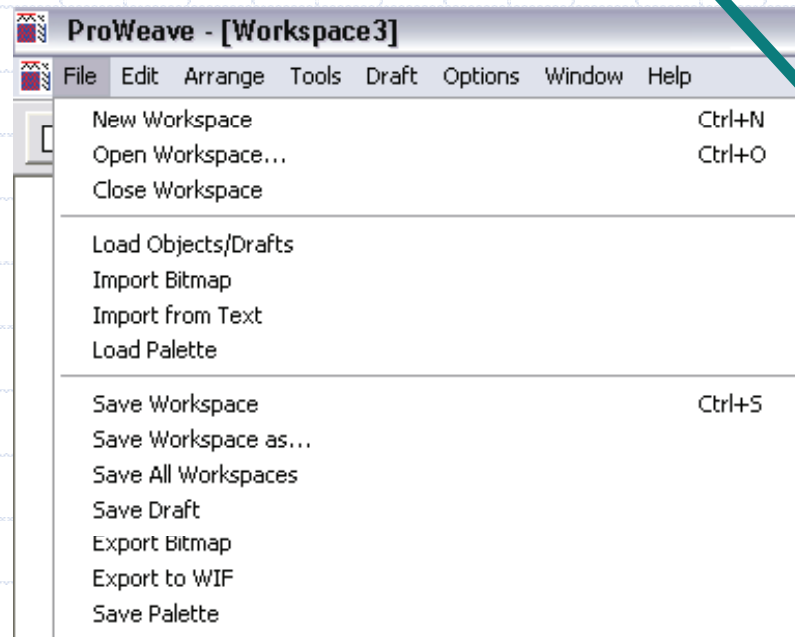 ProWeave - [Workspace3]
File Edit Arrange Tools Draft Options Window Help
New Workspace Ctrl+N
Open Workspace... Ctrl+O
Close Workspace
Load Objects/Drafts
Import Bitmap
Import from Text
Load Palette
Save Workspace Ctrl+S
Save Workspace as...
Save All Workspaces
Save Draft
Export Bitmap
Export to WIF
Save Palette